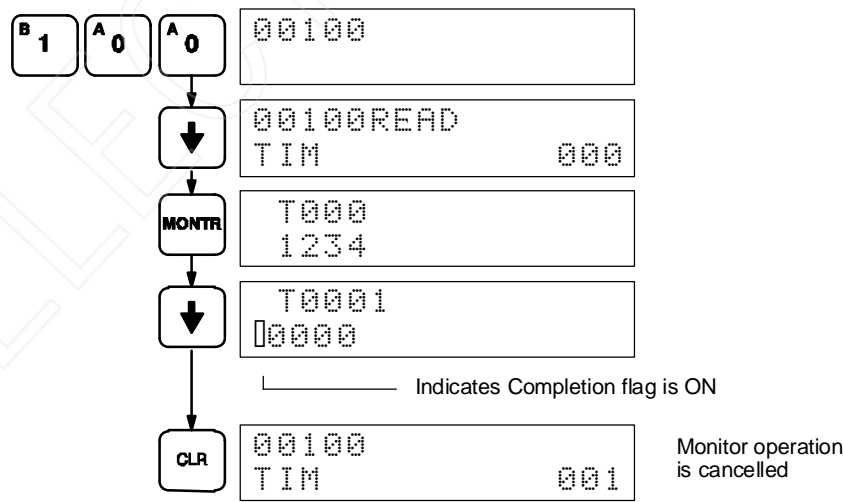 B 1 A 0 A 0
00100
↓
00100READ
TIM 000
MONTR
T000
1234
↓
T0001
0000
Indicates Completion flag is ON
CLR
00100
TIM 001
Monitor operation
is cancelled